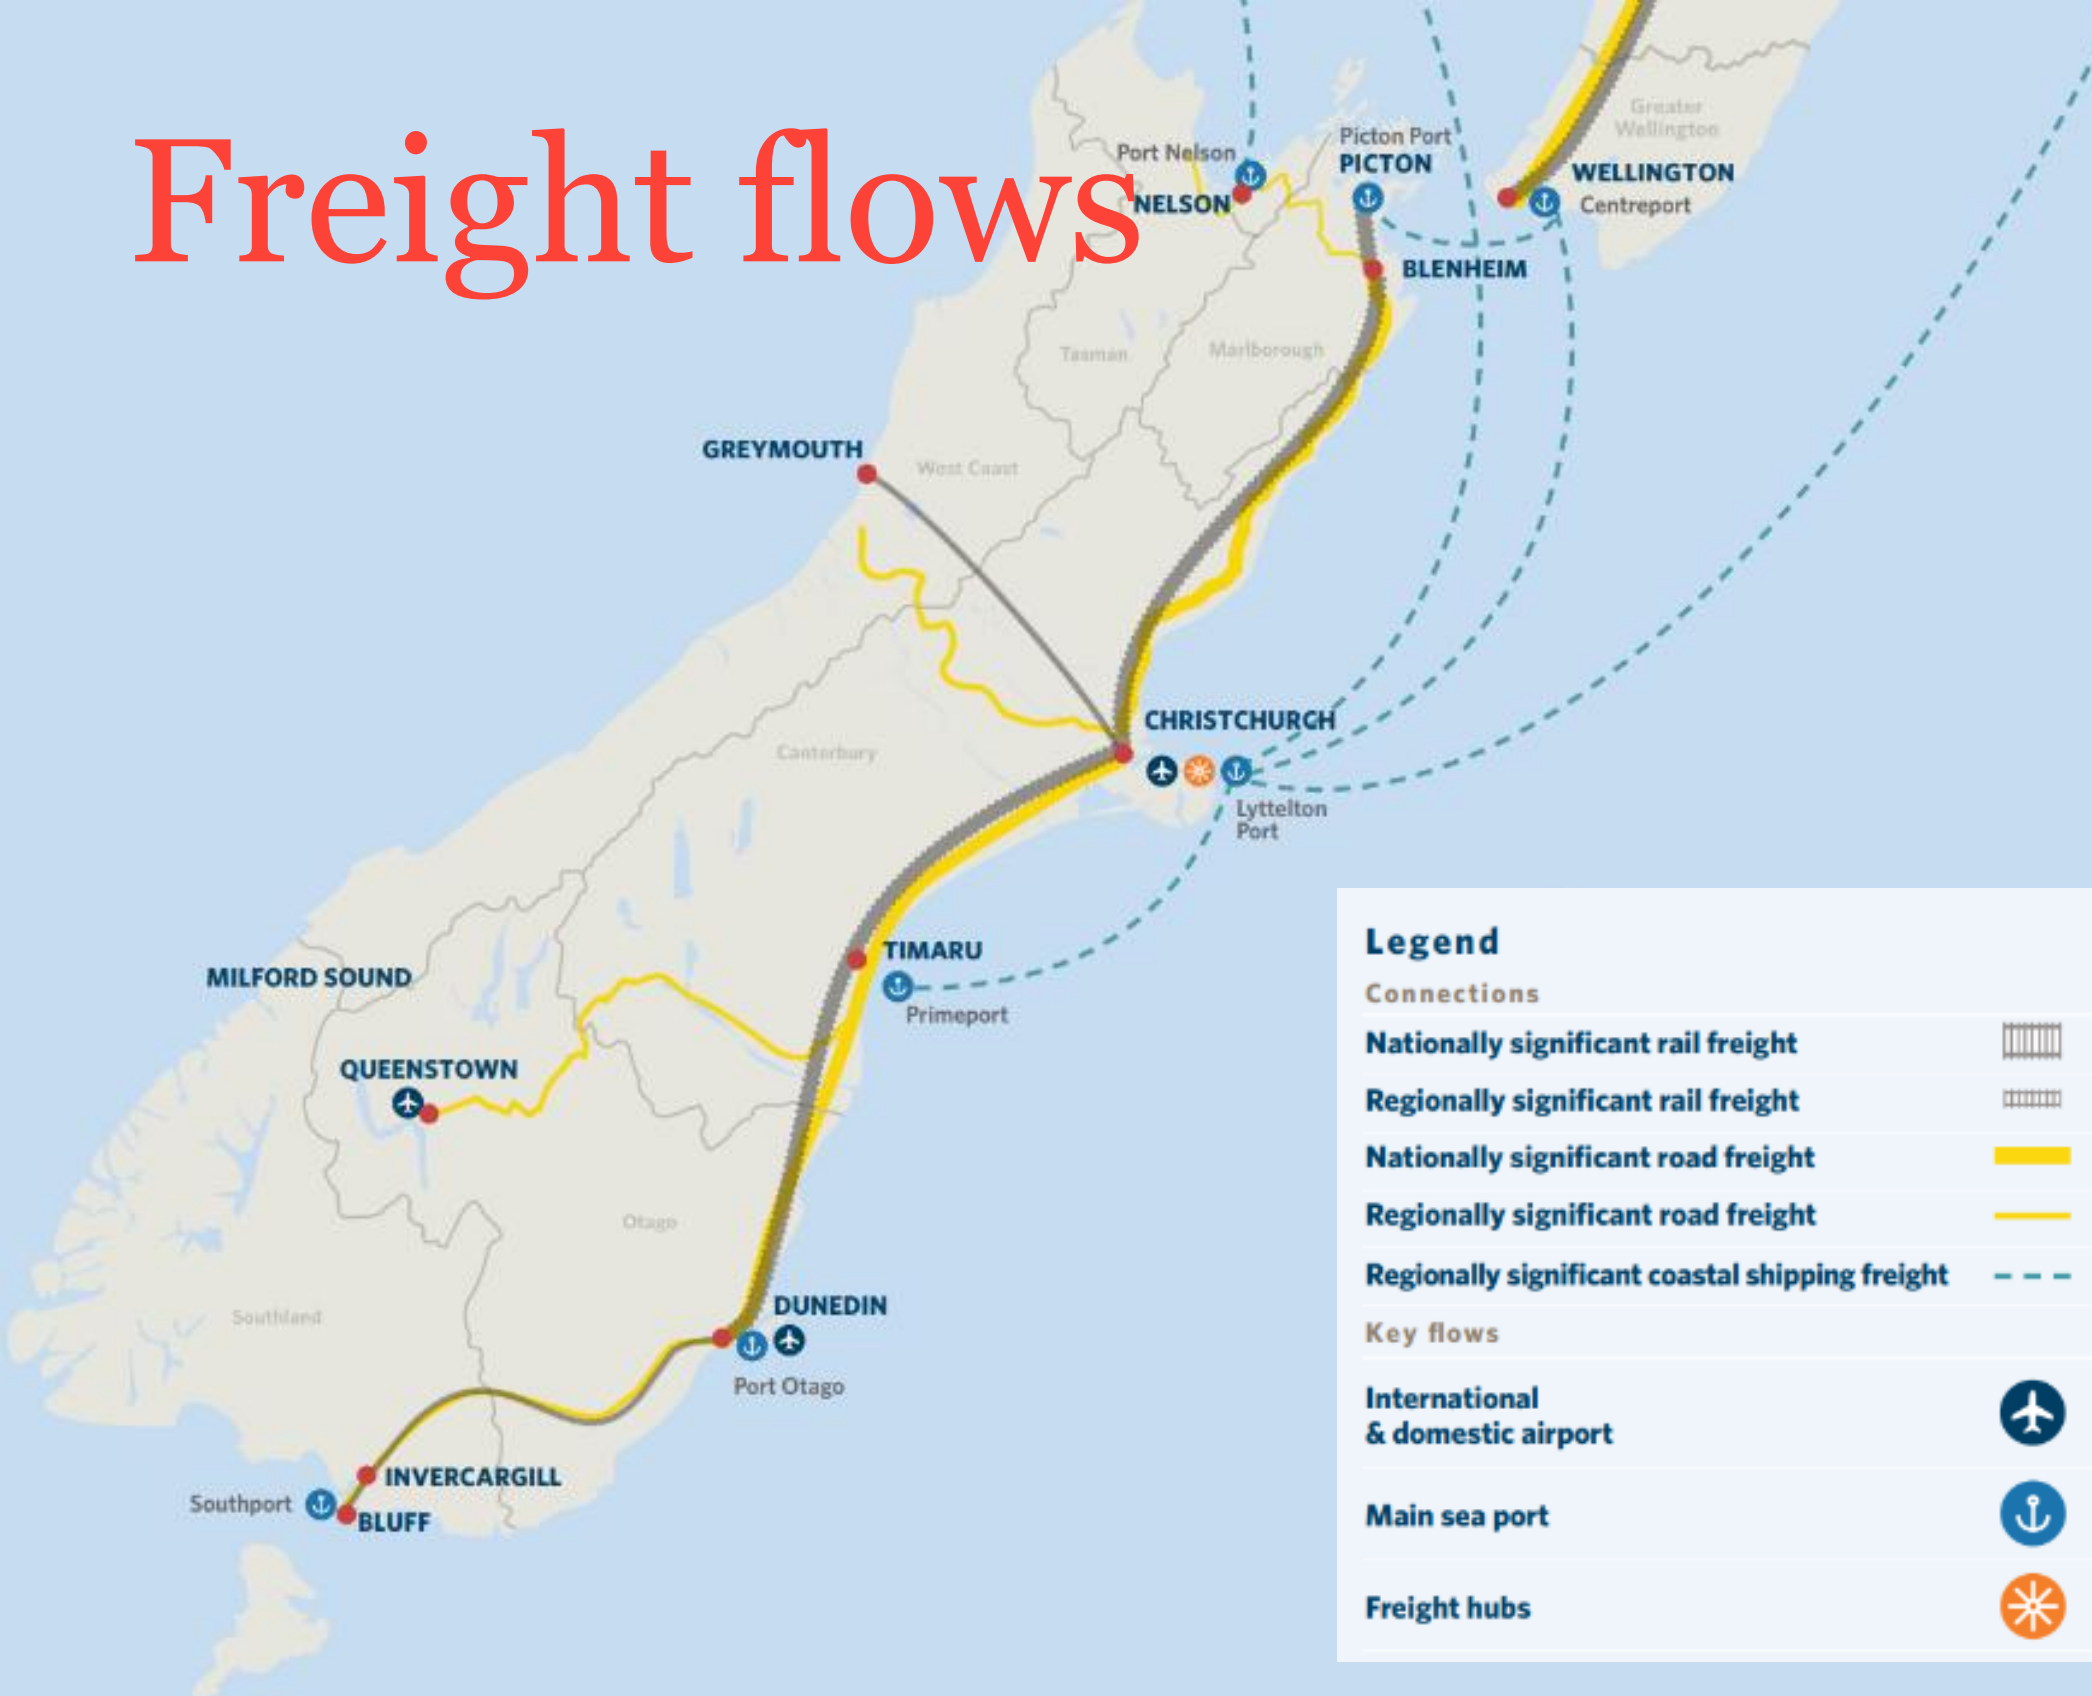 Freight flows
Greater
Wellington
Port Nelson
NELSON
Picton Port
PICTON
WELLINGTON
Centreport
BLENHEIM
Tasman
Marlborough
GREYMOUTH
West Coast
CHRISTCHURCH
Canterbury
Lyttelton
Port
TIMARU
Primeport
MILFORD SOUND
QUEENSTOWN
Otago
Southland
DUNEDIN
Port Otago
INVERCARGILL
Southport
BLUFF
Legend
Connections
Nationally significant rail freight
Regionally significant rail freight
Nationally significant road freight
Regionally significant road freight
Regionally significant coastal shipping freight
Key flows
International
& domestic airport
Main sea port
Freight hubs